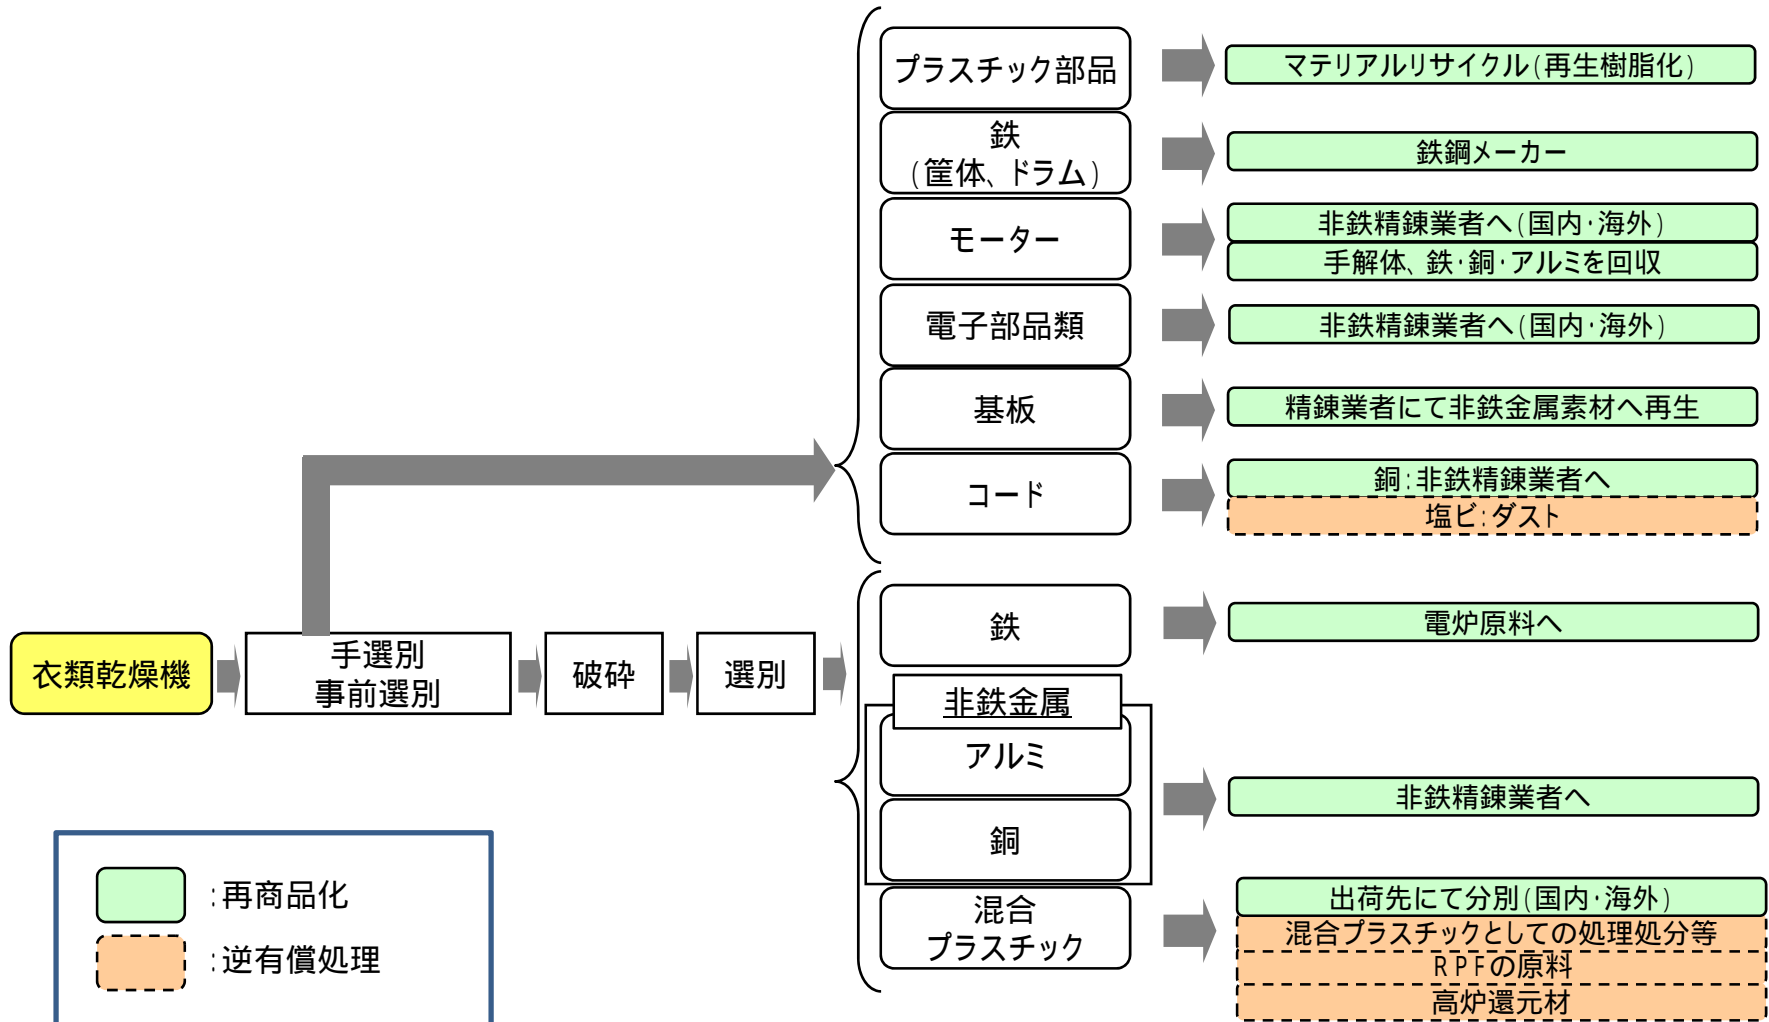 プラスチック部品
マテリアルリサイクル(再生樹脂化)
鉄
(筐体、ドラム)
鉄鋼メーカー
モーター
非鉄精錬業者へ(国内・海外)
手解体、鉄・銅・アルミを回収
電子部品類
非鉄精錬業者へ(国内・海外)
基板
精錬業者にて非鉄金属素材へ再生
コード
銅:非鉄精錬業者へ
塩ビ:ダスト
衣類乾燥機
手選別
事前選別
破砕
選別
鉄
電炉原料へ
非鉄金属
アルミ
銅
非鉄精錬業者へ
混合
プラスチック
出荷先にて分別(国内・海外)
混合プラスチックとしての処理処分等
RPFの原料
高炉還元材
:再商品化
:逆有償処理